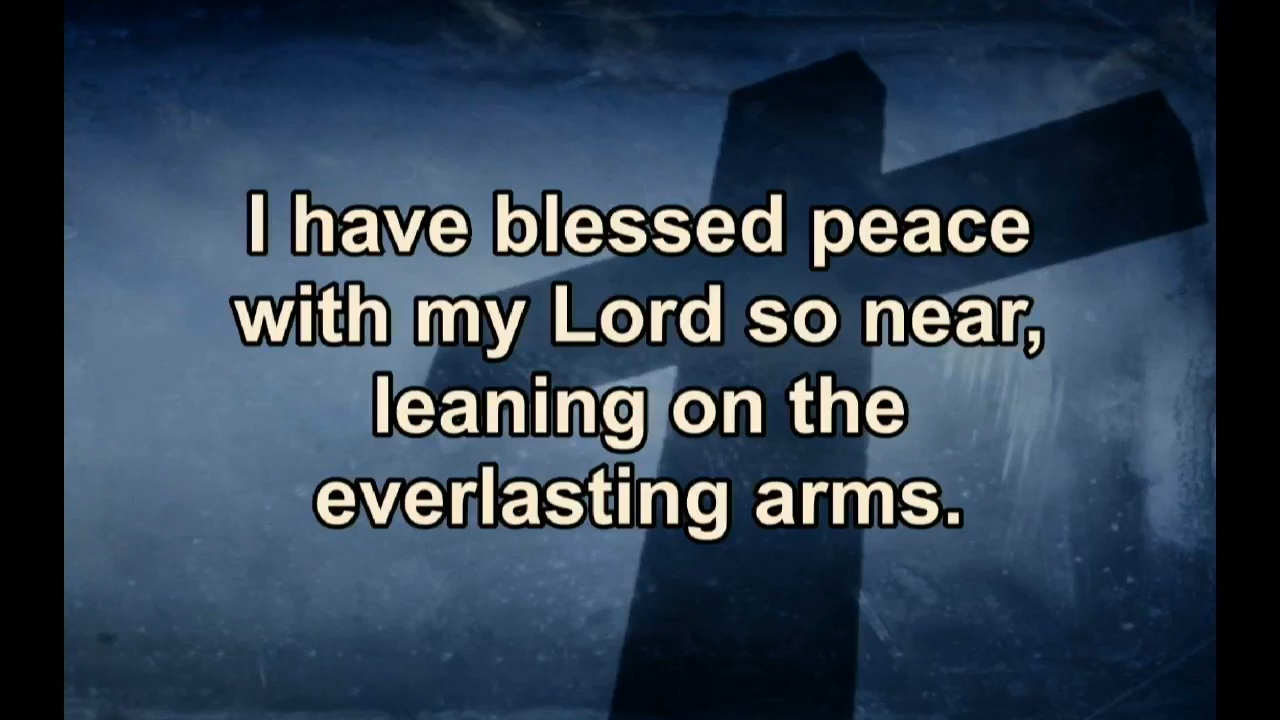 I have blessed peace
with my Lord so near,
leaning on the
everlasting arms.